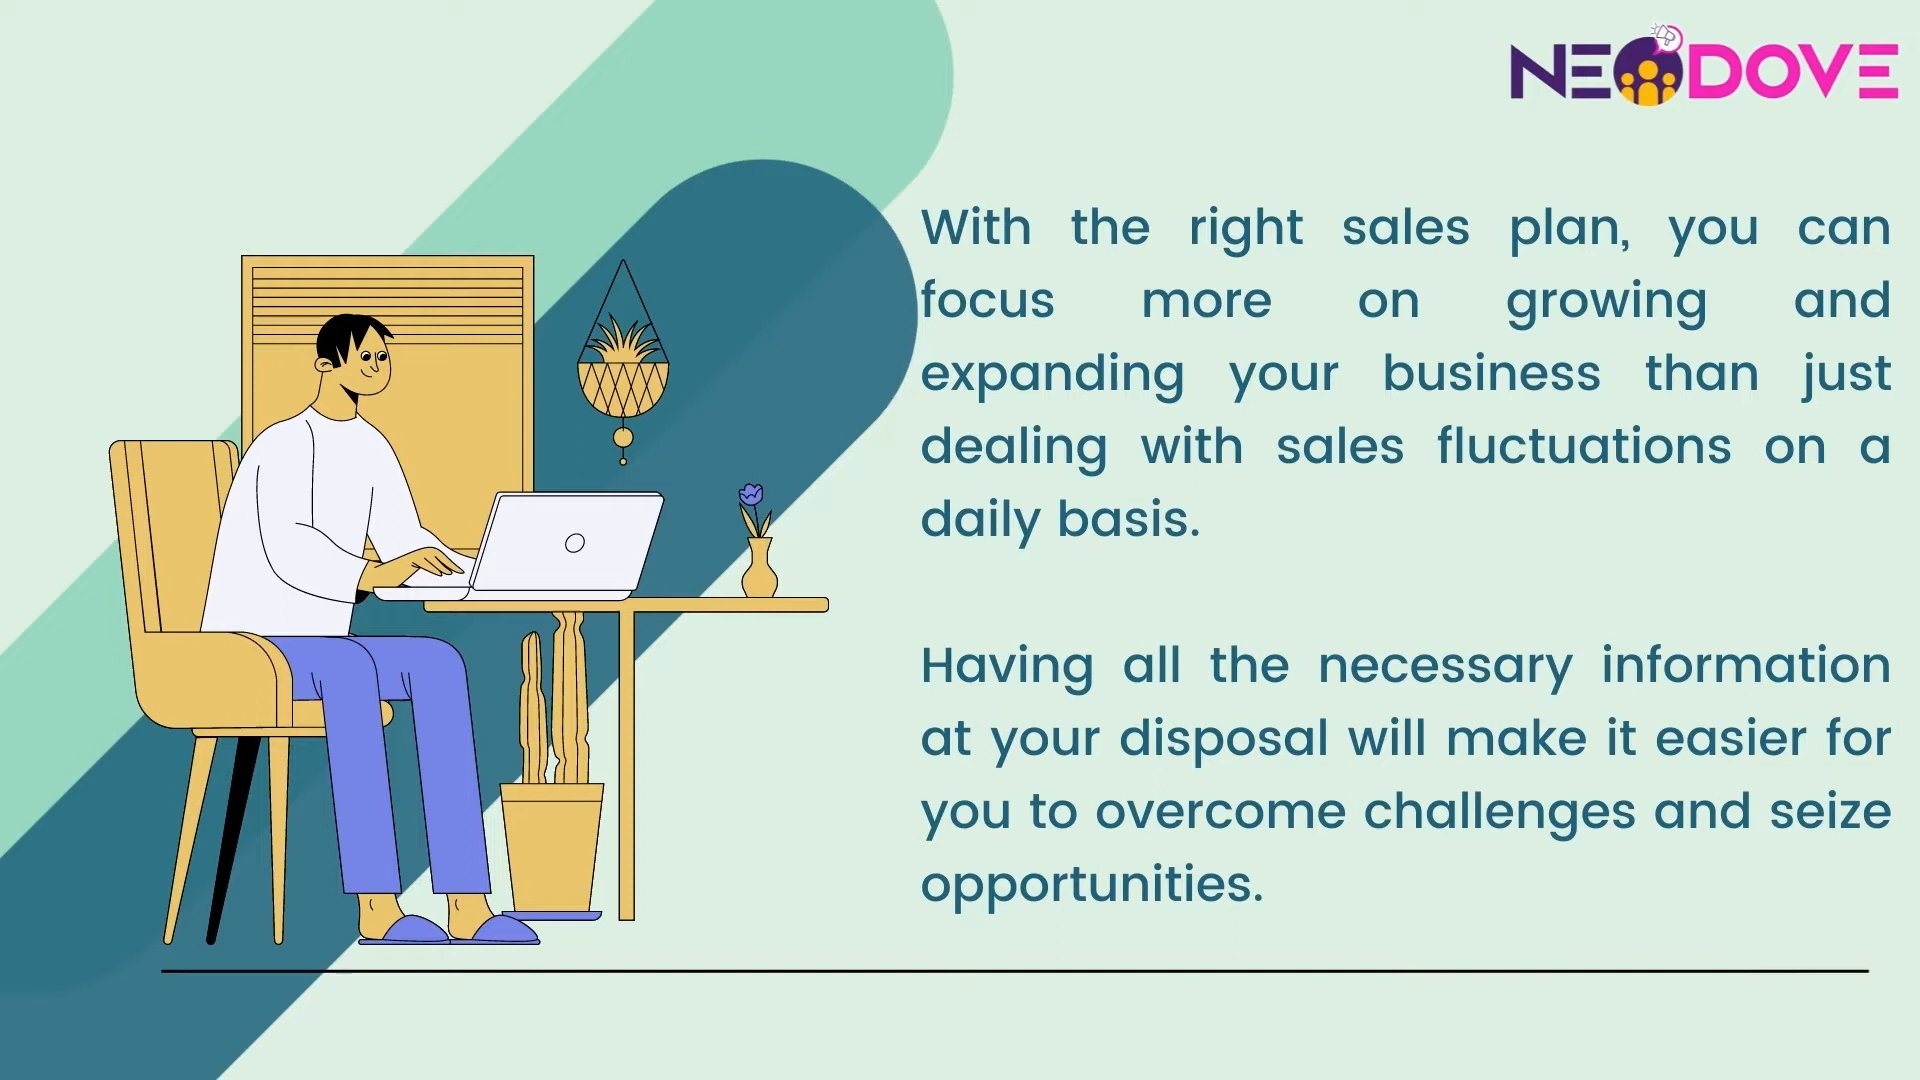 NEODOVE
With the right sales plan, you can
focus more on growing and
expanding your business than just
dealing with sales fluctuations on a
daily basis.
Having all the necessary information
at your disposal will make it easier for
you to overcome challenges and seize
opportunities.